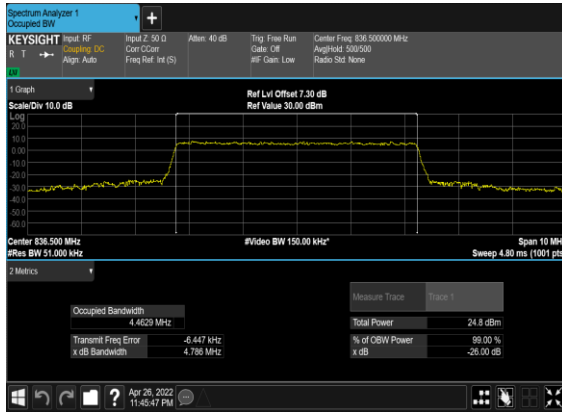 Spectrum Analyzer 1
Occupied BW
+
KEYSIGHT
R T
LXI
Input: RF
Coupling: DC
Align: Auto
Input Z: 50 Ω
Corr CCorr
Freq Ref: Int (S)
Atten: 40 dB
Trig: Free Run
Gate: Off
#IF Gain: Low
Center Freq: 836.500000 MHz
Avg|Hold: 500/500
Radio Std: None
1 Graph
Scale/Div 10.0 dB
Ref Lvl Offset 7.30 dB
Ref Value 30.00 dBm
Log
20.0
10.0
0.00
-10.0
-20.0
-30.0
-40.0
-50.0
-60.0
Center 836.500 MHz
#Res BW 51.000 kHz
#Video BW 150.00 kHz*
Span 10 MH
Sweep 4.80 ms (1001 pts
2 Metrics
Measure Trace Trace 1
Occupied Bandwidth
4.4629 MHz
Total Power 24.8 dBm
Transmit Freq Error -6.447 kHz
x dB Bandwidth 4.786 MHz
% of OBW Power 99.00 %
x dB -26.00 dB
?
Apr 26, 2022
11:45:47 PM